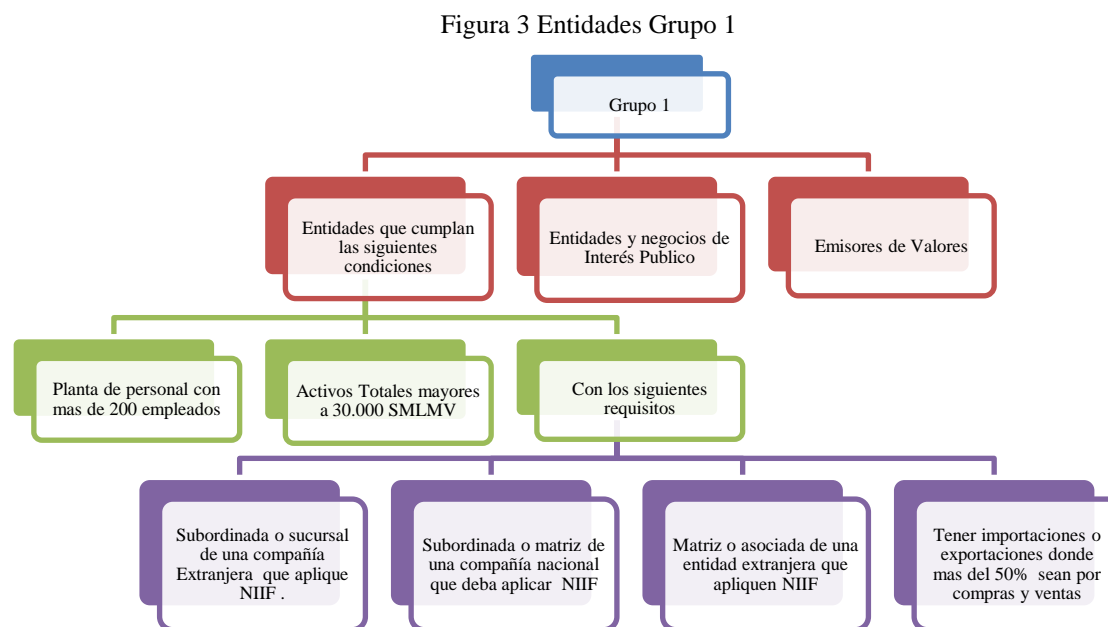 Figura 3 Entidades Grupo 1
Grupo 1
Entidades que cumplan
las siguientes
condiciones
Entidades y negocios de
Interés Publico
Emisores de Valores
Planta de personal con
mas de 200 empleados
Activos Totales mayores
a 30.000 SMLMV
Con los siguientes
requisitos
Subordinada o sucursal
de una compañía
Extranjera que aplique
NIIF .
Subordinada o matriz de
una compañía nacional
que deba aplicar NIIF
Matriz o asociada de una
entidad extranjera que
apliquen NIIF
Tener importaciones o
exportaciones donde
mas del 50% sean por
compras y ventas